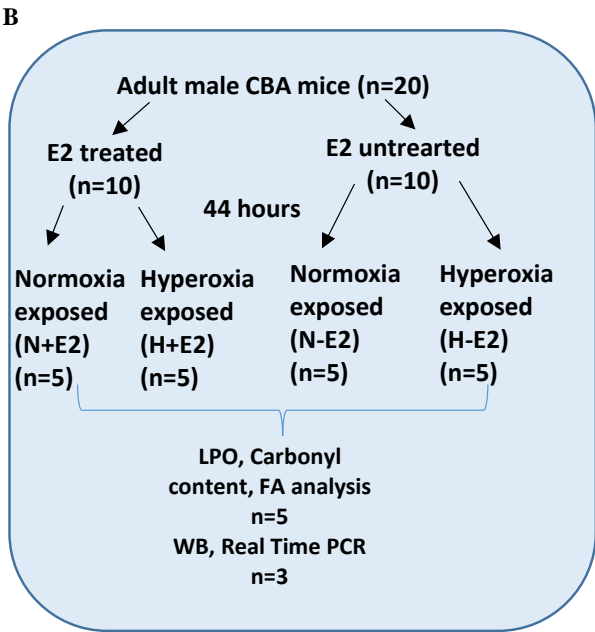 B
Adult male CBA mice (n=20)
E2 treated
(n=10)
E2 untrearted
(n=10)
44 hours
Normoxia
exposed
(N+E2)
(n=5)
Hyperoxia
exposed
(H+E2)
(n=5)
Normoxia
exposed
(N-E2)
(n=5)
Hyperoxia
exposed
(H-E2)
(n=5)
LPO, Carbonyl
content, FA analysis
n=5
WB, Real Time PCR
n=3